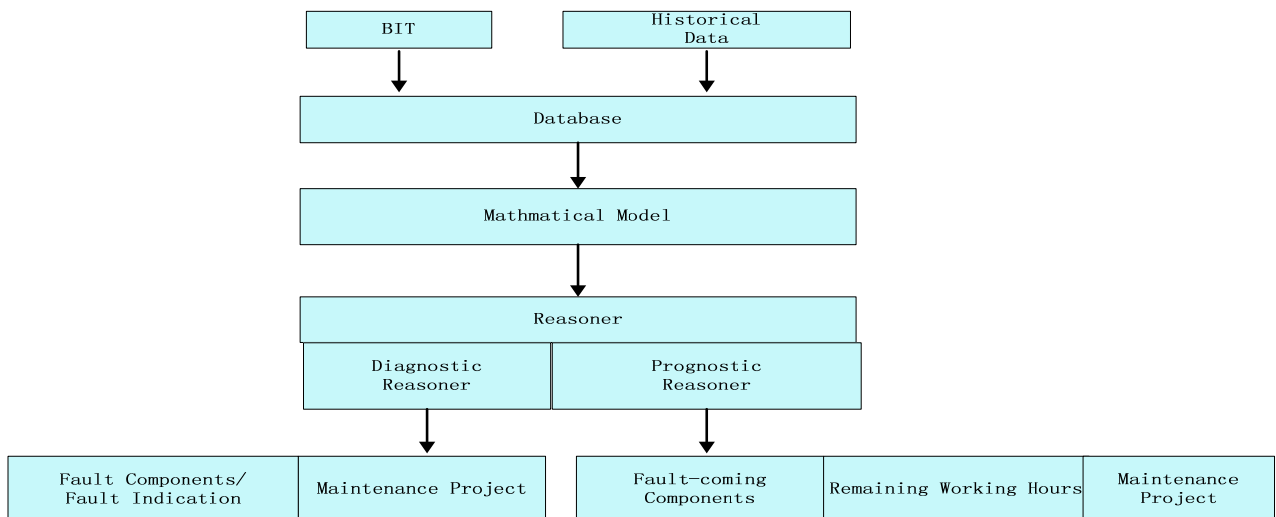 BIT
Historical
Data
Database
Mathmatical Model
Reasoner
Diagnostic
Reasoner
Prognostic
Reasoner
Fault Components/
Fault Indication
Maintenance Project
Fault-coming
Components
Remaining Working Hours
Maintenance
Project